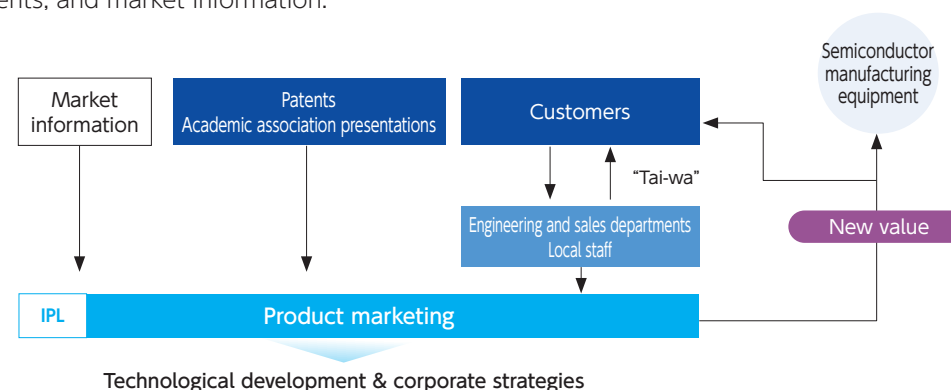 ents, and market information.
Semiconductor
manufacturing
equipment
Market
information
Patents
Academic association presentations
Customers
“Tai-wa”
Engineering and sales departments
Local staff
New value
IPL
Product marketing
Technological development & corporate strategies